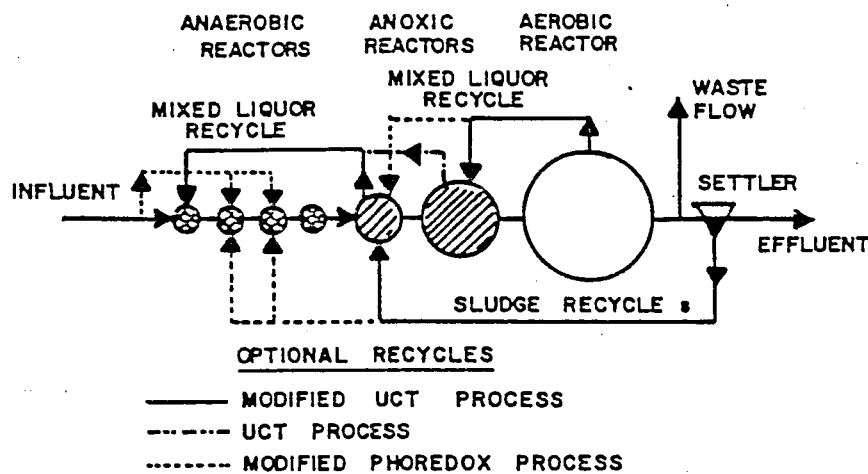 ANAEROBIC
REACTORS
ANOXIC
REACTORS
AEROBIC
REACTOR
MIXED LIQUOR
RECYCLE
MIXED LIQUOR
RECYCLE
WASTE
FLOW
INFLUENT
SETTLER
EFFLUENT
SLUDGE RECYCLE s
OPTIONAL RECYCLES
MODIFIED UCT PROCESS
UCT PROCESS
MODIFIED PHOREDOX PROCESS